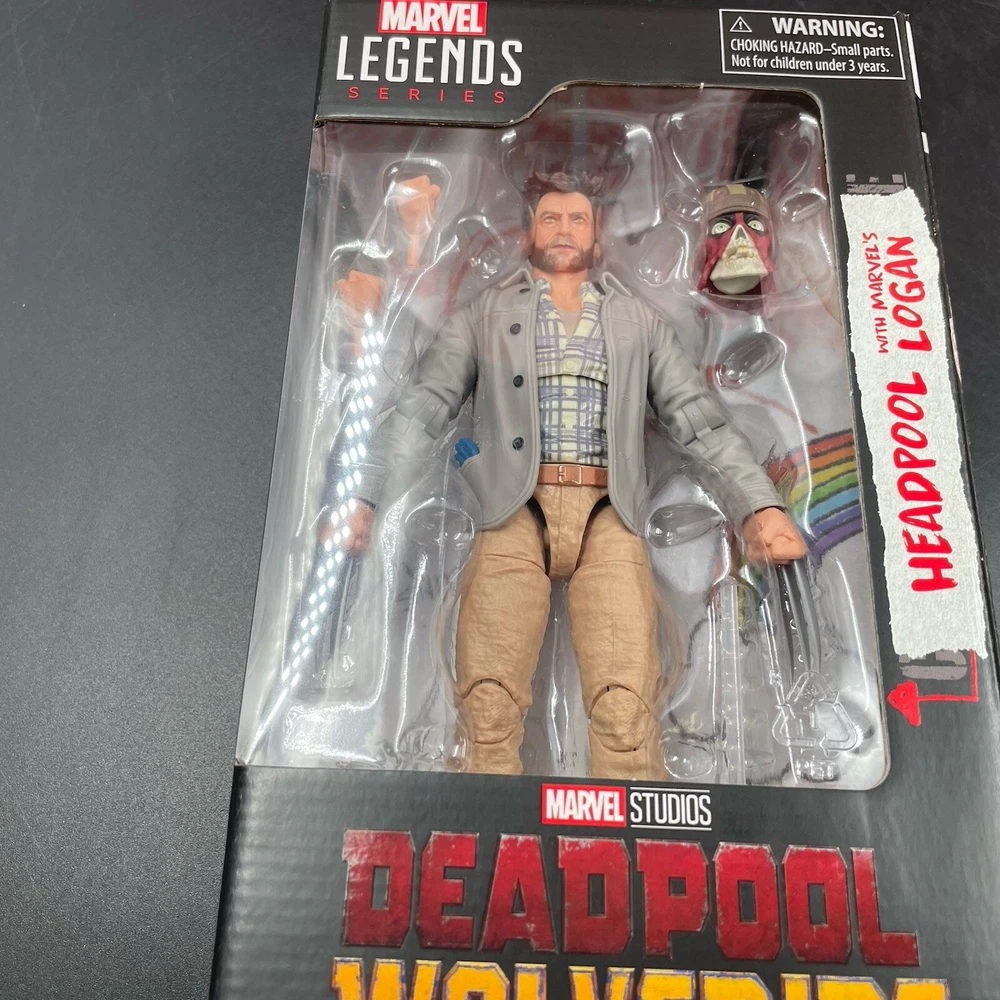 MARVEL
LEGENDS
SERIES
WARNING:
CHOKING HAZARD–Small parts.
Not for children under 3 years.
WITH MARVEL'S
HEADPOOL LOGAN
MARVEL STUDIOS
DEADPOOL
WOLVERINE